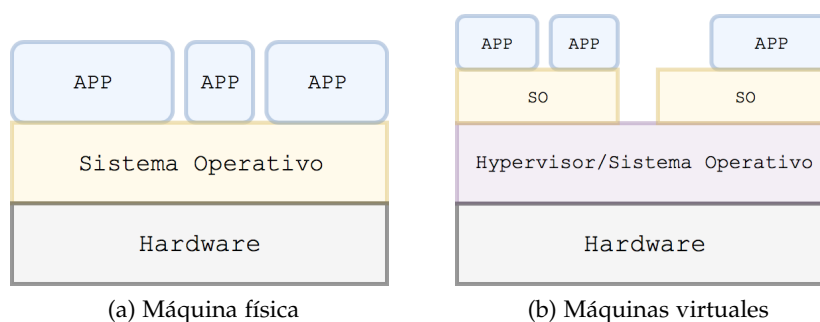 APP APP APP
Sistema Operativo
Hardware
(a) Máquina física
APP APP APP
SO SO
Hypervisor/Sistema Operativo
Hardware
(b) Máquinas virtuales